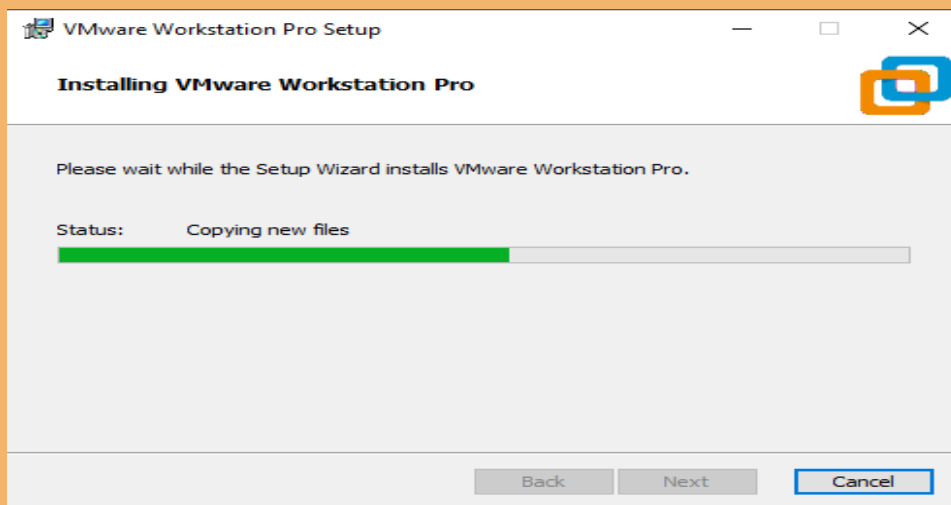 VMware Workstation Pro Setup
Installing VMware Workstation Pro
Please wait while the Setup Wizard installs VMware Workstation Pro.
Status: Copying new files
Back Next Cancel